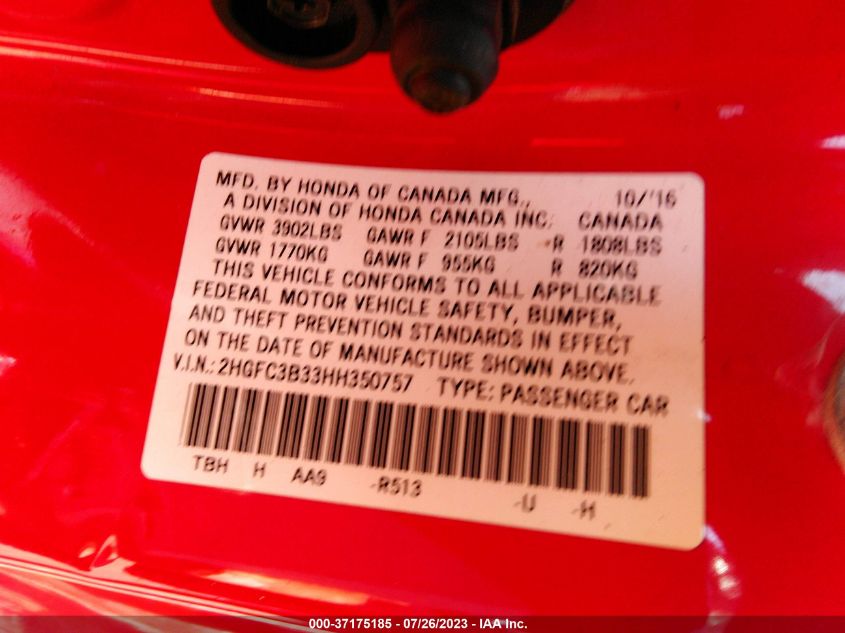 MFD. BY HONDA OF CANADA MFG., 10/'16
A DIVISION OF HONDA CANADA INC. CANADA
GVWR 3902LBS GAWR F 2105LBS R 1808LBS
GVWR 1770KG GAWR F 955KG R 820KG
THIS VEHICLE CONFORMS TO ALL APPLICABLE
FEDERAL MOTOR VEHICLE SAFETY, BUMPER,
AND THEFT PREVENTION STANDARDS IN EFFECT
ON THE DATE OF MANUFACTURE SHOWN ABOVE.
V.I.N.: 2HGFC3B33HH350757 TYPE: PASSENGER CAR
TBH H AA9 -R513 -U -H
000-37175185 - 07/26/2023 - IAA Inc.